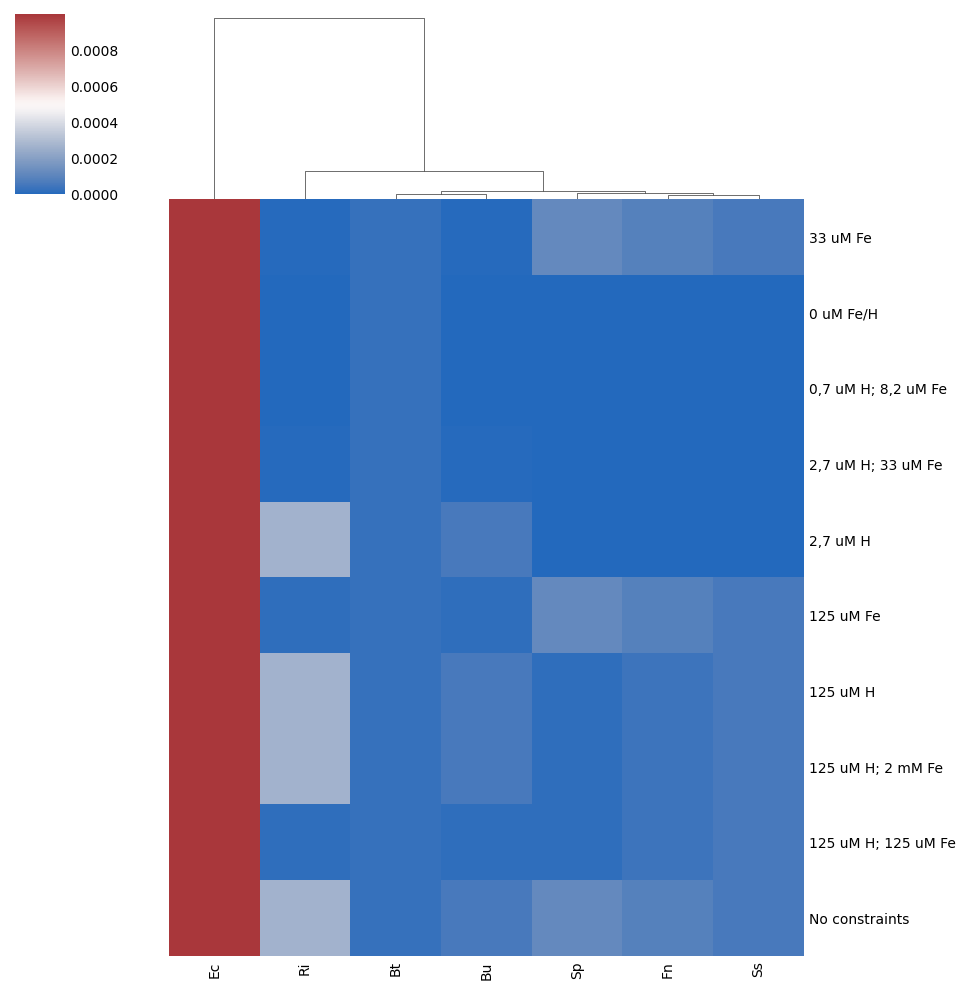 0.0008
0.0006
0.0004
0.0002
0.0000
33 uM Fe
0 uM Fe/H
0,7 uM H; 8,2 uM Fe
2,7 uM H; 33 uM Fe
2,7 uM H
125 uM Fe
125 uM H
125 uM H; 2 mM Fe
125 uM H; 125 uM Fe
No constraints
Ec
Ri
Bt
Bu
Sp
Fn
Ss